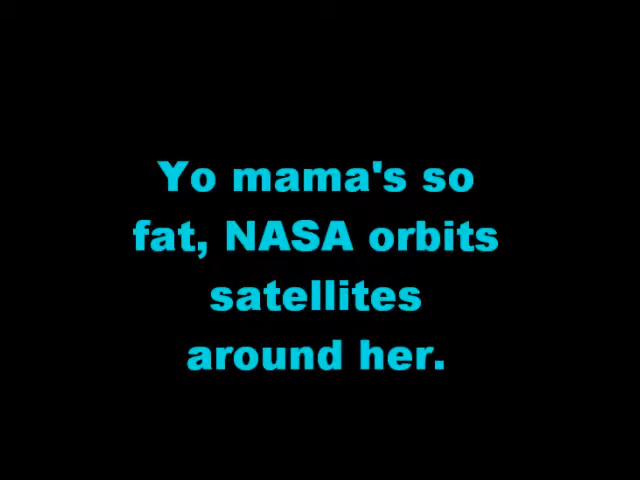 Yo mama's so
fat, NASA orbits
satellites
around her.